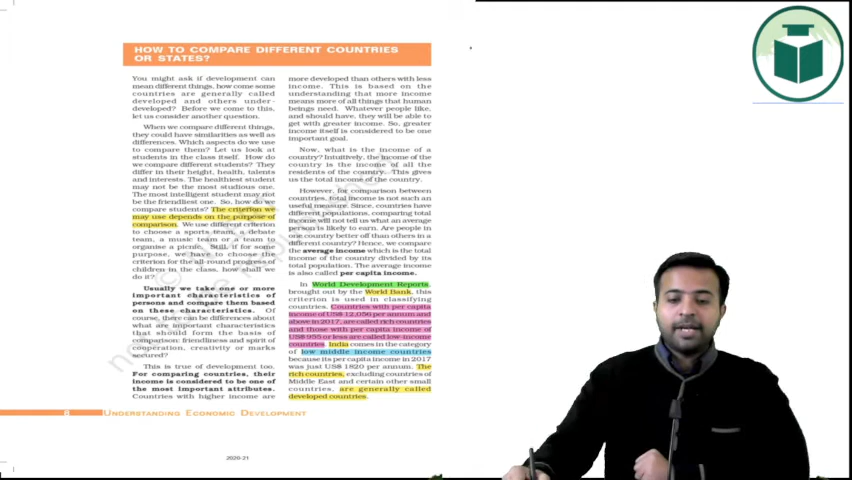 HOW TO COMPARE DIFFERENT COUNTRIES
OR STATES?
You might ask if development can
mean different things, how come some
countries are generally called
developed and others under-
developed? Before we come to this,
let us consider another question.
When we compare different things,
they could have similarities as well as
differences. Which aspects do we use
to compare them? Let us look at
students in the class itself. How do
we compare different students? They
differ in their height, health, talents
and interests. The healthiest student
may not be the most studious one.
The most intelligent student may not
be the friendliest one. So, how do we
compare students? The criterion we
may use depends on the purpose of
comparison. We use different criterion
to choose a sports team, a debate
team, a music team or a team to
organise a picnic. Still, if for some
purpose, we have to choose the
criterion for the all-round progress of
children in the class, how shall we
do it?
Usually we take one or more
important characteristics of
persons and compare them based
on these characteristics. Of
course, there can be differences about
what are important characteristics
that should form the basis of
comparison: friendliness and spirit of
cooperation, creativity or marks
secured?
This is true of development too.
For comparing countries, their
income is considered to be one of
the most important attributes.
Countries with higher income are
more developed than others with less
income. This is based on the
understanding that more income
means more of all things that human
beings need. Whatever people like,
and should have, they will be able to
get with greater income. So, greater
income itself is considered to be one
important goal.
Now, what is the income of a
country? Intuitively, the income of the
country is the income of all the
residents of the country. This gives
us the total income of the country.
However, for comparison between
countries, total income is not such an
useful measure. Since, countries have
different populations, comparing total
income will not tell us what an average
person is likely to earn. Are people in
one country better off than others in a
different country? Hence, we compare
the average income which is the total
income of the country divided by its
total population. The average income
is also called per capita income.
In World Development Reports,
brought out by the World Bank, this
criterion is used in classifying
countries. Countries with per capita
income of US$ 12,056 per annum and
above in 2017, are called rich countries
and those with per capita income of
US$ 955 or less are called low-income
countries. India comes in the category
of low middle income countries
because its per capita income in 2017
was just US$ 1820 per annum. The
rich countries, excluding countries of
Middle East and certain other small
countries, are generally called
developed countries.
8 UNDERSTANDING ECONOMIC DEVELOPMENT
2020-21